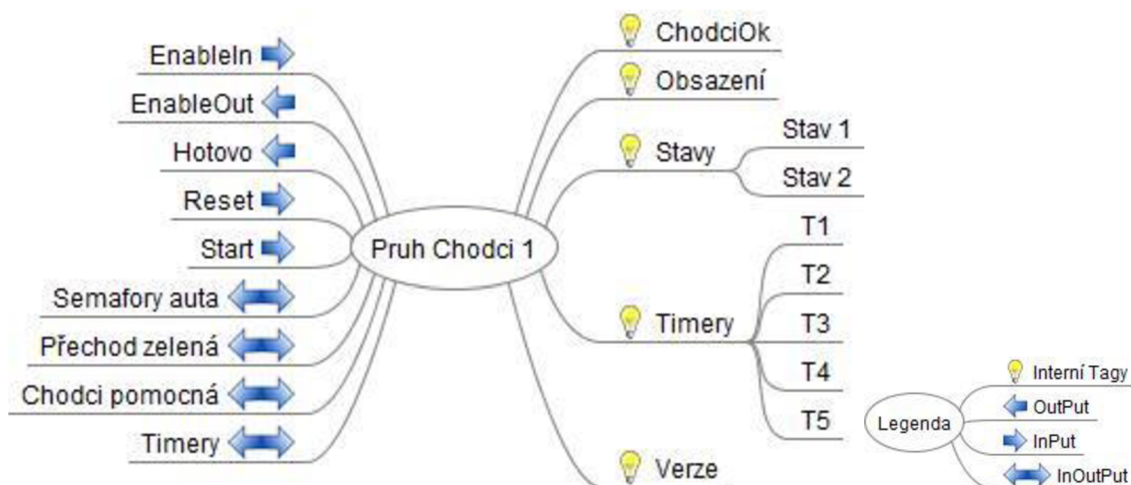 EnableIn
EnableOut
Hotovo
Reset
Start
Semafory auta
Přechod zelená
Chodci pomocná
Timery
Pruh Chodci 1
ChodciOk
Obsazení
Stavy
Stav 1
Stav 2
Timery
T1
T2
T3
T4
T5
Verze
Legenda
Interní Tagy
OutPut
InPut
InOutPut